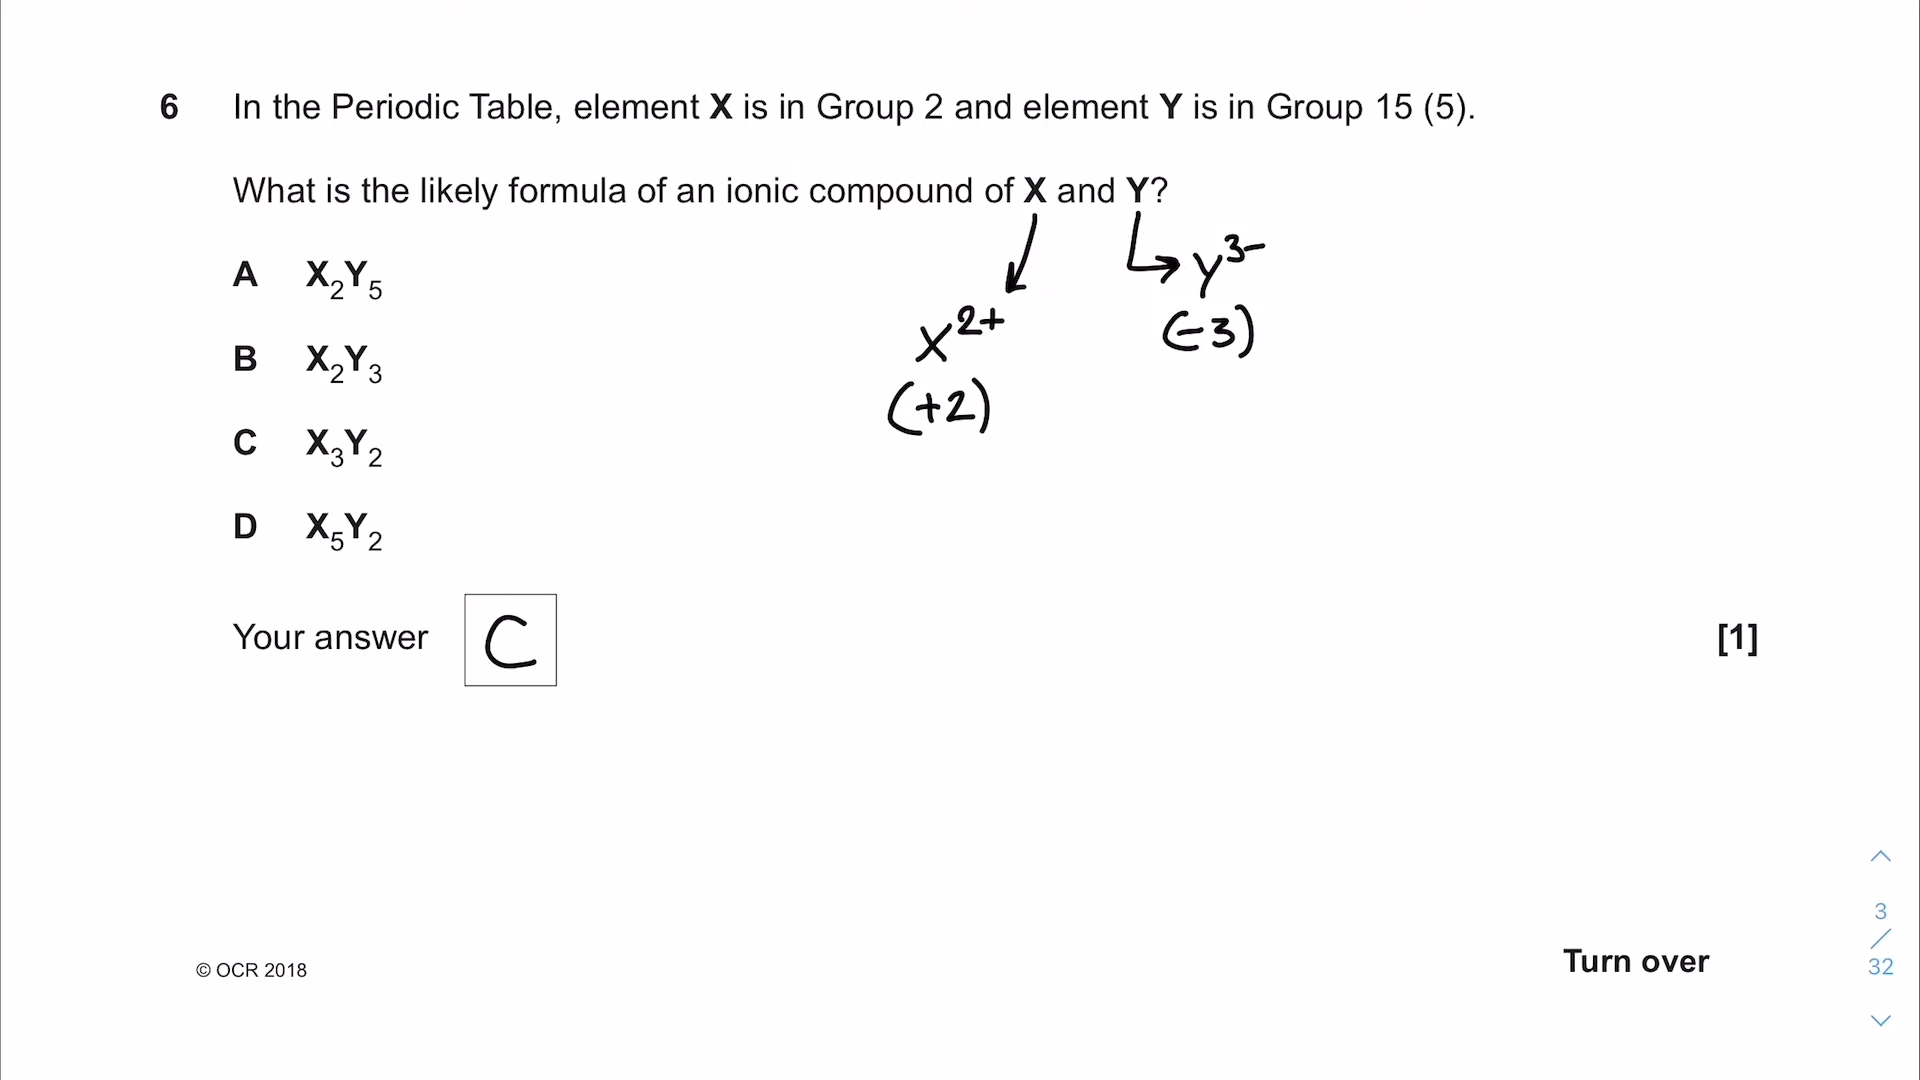 6 In the Periodic Table, element X is in Group 2 and element Y is in Group 15 (5).
What is the likely formula of an ionic compound of X and Y?
A X₂Y₅
B X₂Y₃
C X₃Y₂
D X₅Y₂
y³⁻
(-3)
x²⁺
(+2)
Your answer C [1]
© OCR 2018
Turn over
3
/
32